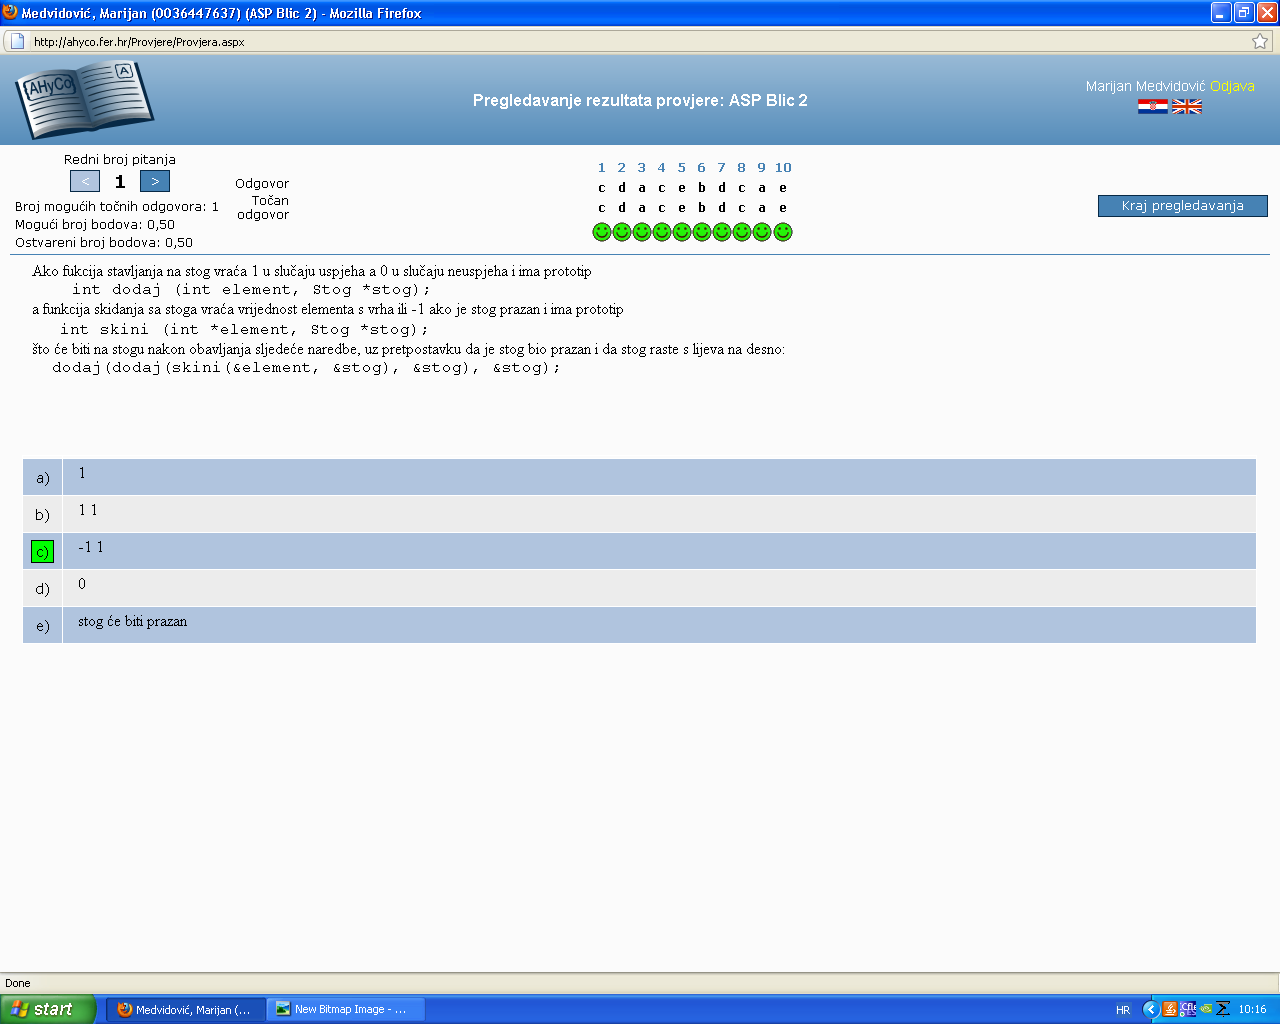 Medvidović, Marijan (0036447637) (ASP Blic 2) - Mozilla Firefox
http://ahyco.fer.hr/Provjere/Provjera.aspx
{AHyCo} A
Pregledavanje rezultata provjere: ASP Blic 2
Marijan Medvidović Odjava
Redni broj pitanja
< 1 >
Broj mogućih točnih odgovora: 1
Mogući broj bodova: 0,50
Ostvareni broj bodova: 0,50
1 2 3 4 5 6 7 8 9 10
Odgovor c d a c e b d c a e
Točan odgovor c d a c e b d c a e
Kraj pregledavanja
Ako fukcija stavljanja na stog vraća 1 u slučaju uspjeha a 0 u slučaju neuspjeha i ima prototip
int dodaj (int element, Stog *stog);
a funkcija skidanja sa stoga vraća vrijednost elementa s vrha ili -1 ako je stog prazan i ima prototip
int skini (int *element, Stog *stog);
što će biti na stogu nakon obavljanja sljedeće naredbe, uz pretpostavku da je stog bio prazan i da stog raste s lijeva na desno:
dodaj(dodaj(skini(&element, &stog), &stog), &stog);
a) 1
b) 1 1
c) -1 1
d) 0
e) stog će biti prazan
Done
start
Medvidović, Marijan (...
New Bitmap Image - ...
HR
10:16